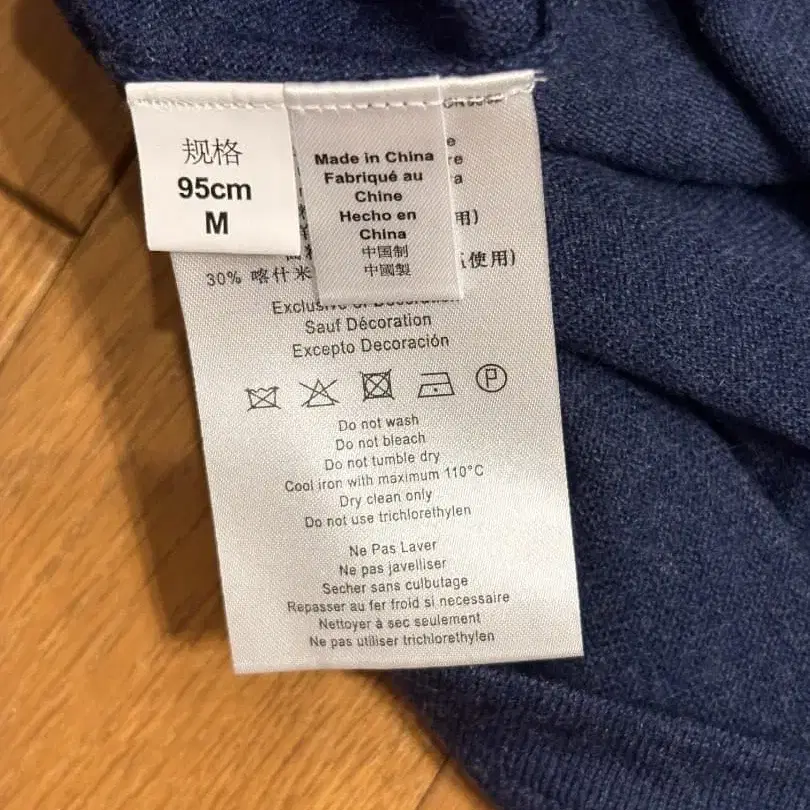 规格
95cm
M
Made in China
Fabriqué au
Chine
Hecho en
China
中国制
中國製
用)
30% 喀什米
使用)
Sauf Décoration
Excepto Decoración
P
Do not wash
Do not bleach
Do not tumble dry
Cool iron with maximum 110°C
Dry clean only
Do not use trichlorethylen
Ne Pas Laver
Ne pas javelliser
Secher sans culbutage
Repasser au fer froid si necessaire
Nettoyer à sec seulement
Ne pas utiliser trichlorethylen